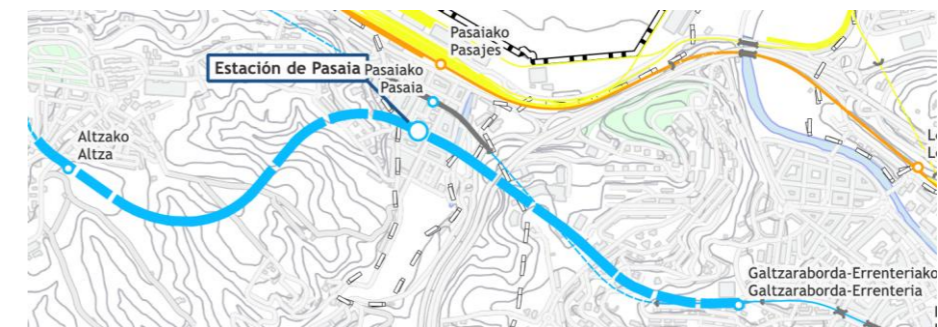 Pasaiako
Pasajes
Estación de Pasaia
Pasaiako
Pasaia
Altzako
Altza
Galtzaraborda-Errenteriako
Galtzaraborda-Errenteria